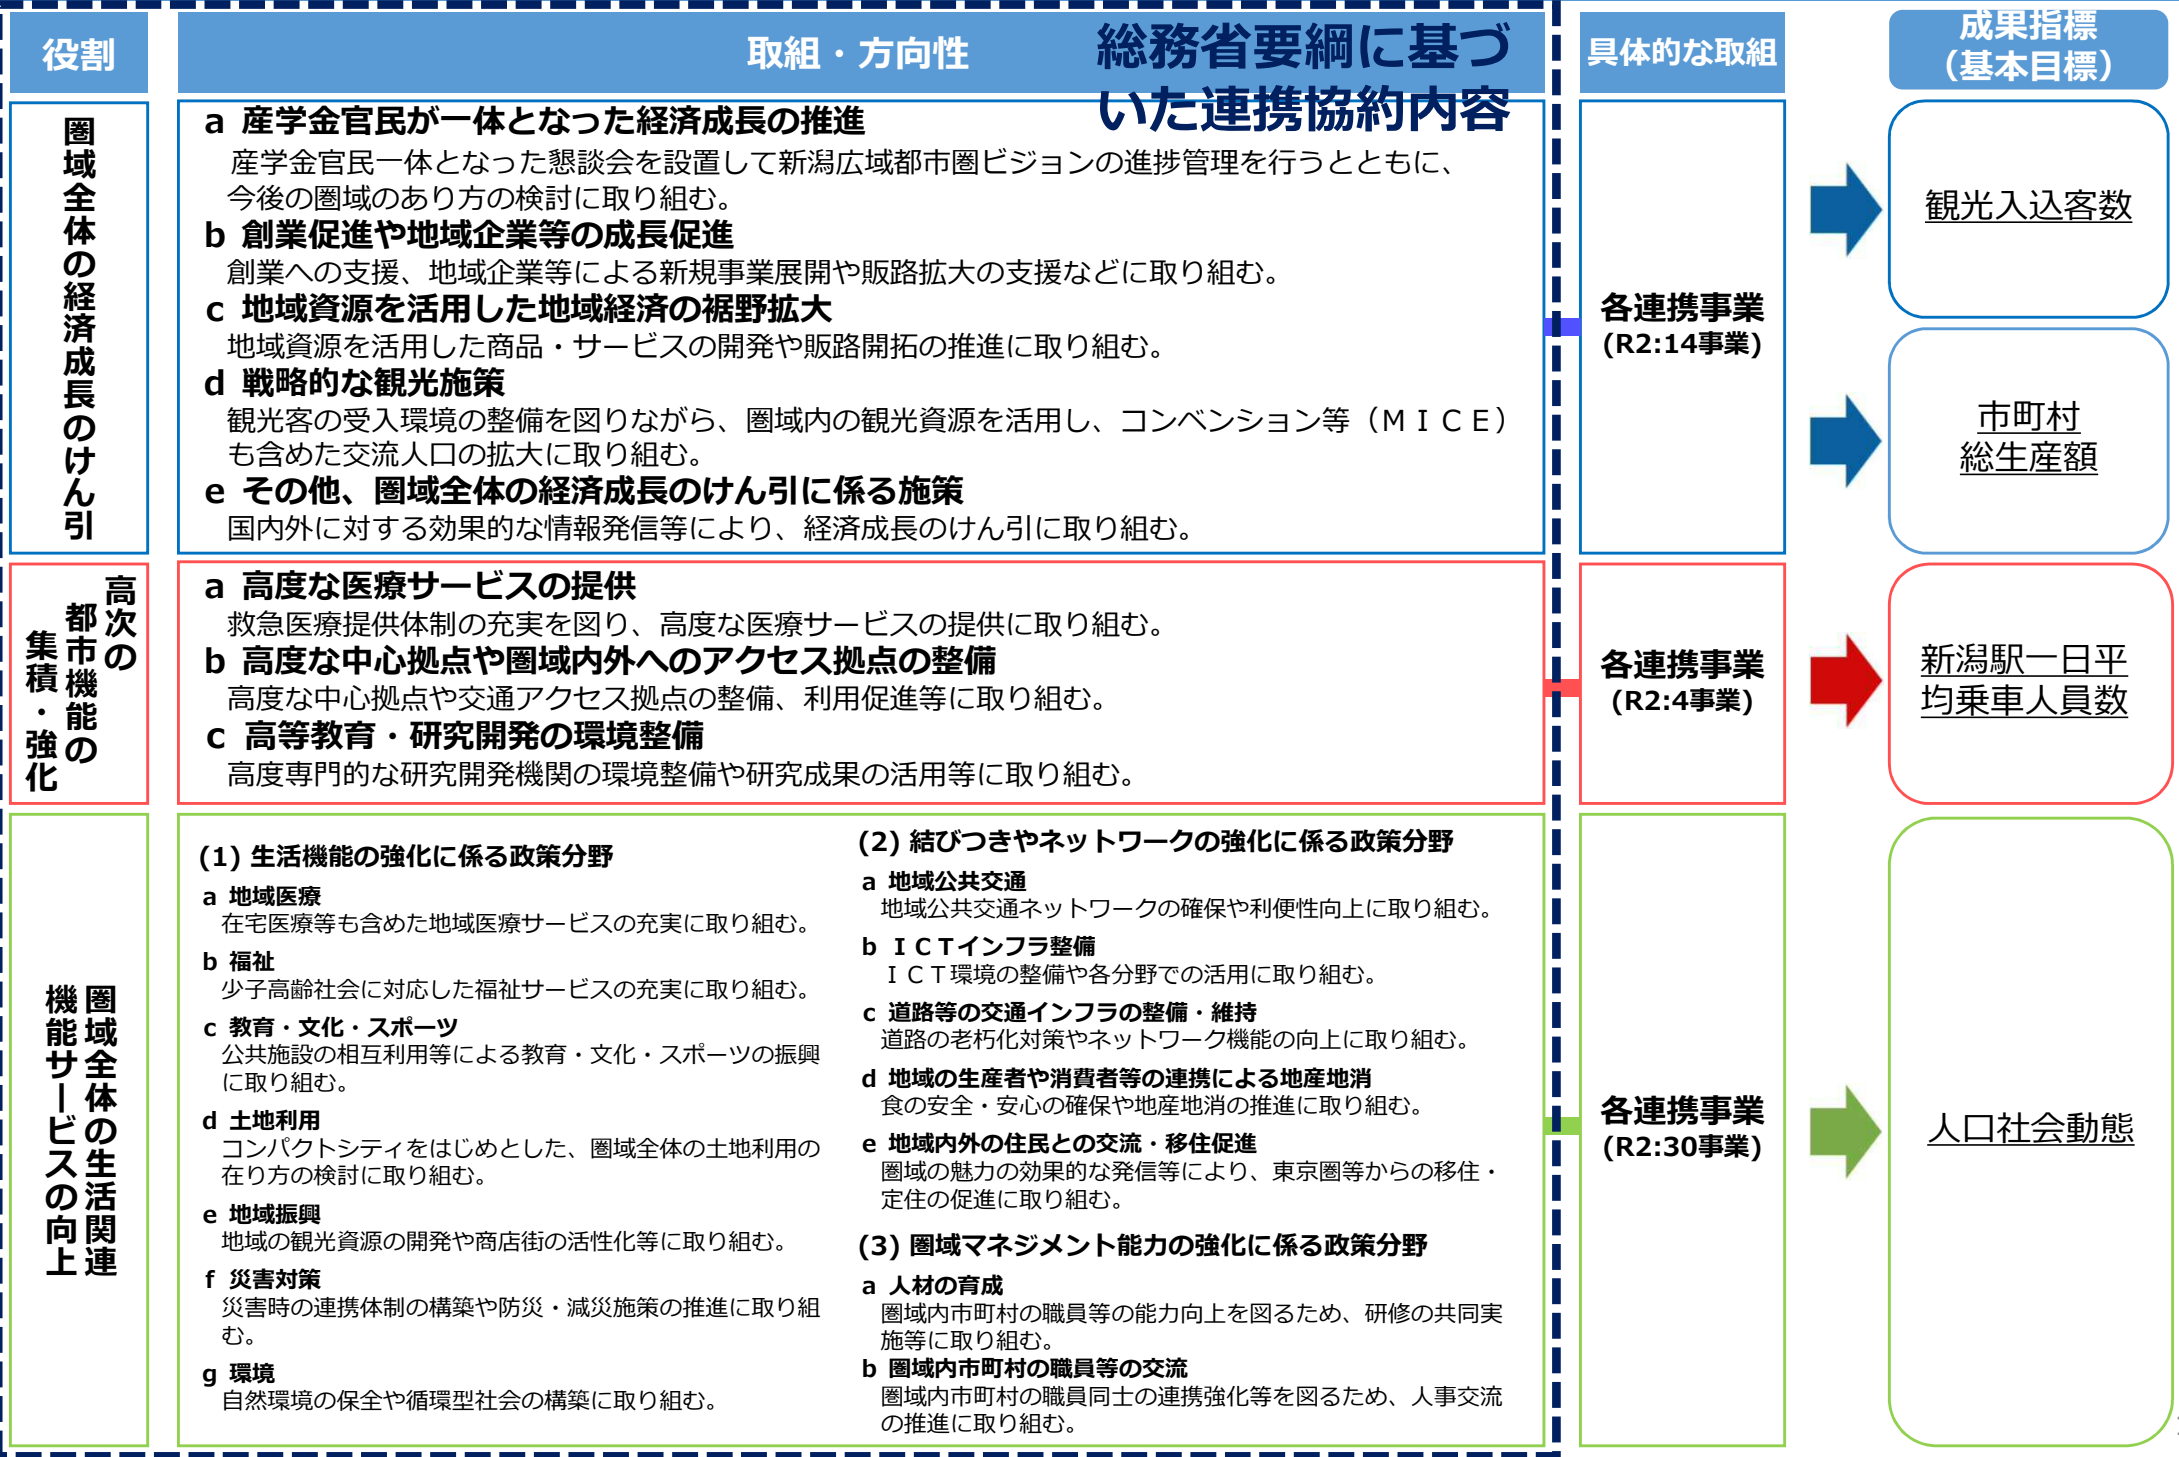 役割
取組・方向性
総務省要綱に基づ
いた連携協約内容
具体的な取組
成果指標
（基本目標）
圏域全体の経済成長のけん引
a 産学金官民が一体となった経済成長の推進
産学金官民一体となった懇談会を設置して新潟広域都市圏ビジョンの進捗管理を行うとともに、
今後の圏域のあり方の検討に取り組む。
b 創業促進や地域企業等の成長促進
創業への支援、地域企業等による新規事業展開や販路拡大の支援などに取り組む。
c 地域資源を活用した地域経済の裾野拡大
地域資源を活用した商品・サービスの開発や販路開拓の推進に取り組む。
d 戦略的な観光施策
観光客の受入環境の整備を図りながら、圏域内の観光資源を活用し、コンベンション等（ＭＩＣＥ）
も含めた交流人口の拡大に取り組む。
e その他、圏域全体の経済成長のけん引に係る施策
国内外に対する効果的な情報発信等により、経済成長のけん引に取り組む。
各連携事業
(R2:14事業)
観光入込客数
市町村
総生産額
高次の
都市機能の
集積・強化
a 高度な医療サービスの提供
救急医療提供体制の充実を図り、高度な医療サービスの提供に取り組む。
b 高度な中心拠点や圏域内外へのアクセス拠点の整備
高度な中心拠点や交通アクセス拠点の整備、利用促進等に取り組む。
c 高等教育・研究開発の環境整備
高度専門的な研究開発機関の環境整備や研究成果の活用等に取り組む。
各連携事業
(R2:4事業)
新潟駅一日平
均乗車人員数
圏域全体の生活関連
機能サービスの向上
(1) 生活機能の強化に係る政策分野
a 地域医療
在宅医療等も含めた地域医療サービスの充実に取り組む。
b 福祉
少子高齢社会に対応した福祉サービスの充実に取り組む。
c 教育・文化・スポーツ
公共施設の相互利用等による教育・文化・スポーツの振興
に取り組む。
d 土地利用
コンパクトシティをはじめとした、圏域全体の土地利用の
在り方の検討に取り組む。
e 地域振興
地域の観光資源の開発や商店街の活性化等に取り組む。
f 災害対策
災害時の連携体制の構築や防災・減災施策の推進に取り組
む。
g 環境
自然環境の保全や循環型社会の構築に取り組む。
(2) 結びつきやネットワークの強化に係る政策分野
a 地域公共交通
地域公共交通ネットワークの確保や利便性向上に取り組む。
b ＩＣＴインフラ整備
ＩＣＴ環境の整備や各分野での活用に取り組む。
c 道路等の交通インフラの整備・維持
道路の老朽化対策やネットワーク機能の向上に取り組む。
d 地域の生産者や消費者等の連携による地産地消
食の安全・安心の確保や地産地消の推進に取り組む。
e 地域内外の住民との交流・移住促進
圏域の魅力の効果的な発信等により、東京圏等からの移住・
定住の促進に取り組む。
(3) 圏域マネジメント能力の強化に係る政策分野
a 人材の育成
圏域内市町村の職員等の能力向上を図るため、研修の共同実
施等に取り組む。
b 圏域内市町村の職員等の交流
圏域内市町村の職員同士の連携強化等を図るため、人事交流
の推進に取り組む。
各連携事業
(R2:30事業)
人口社会動態